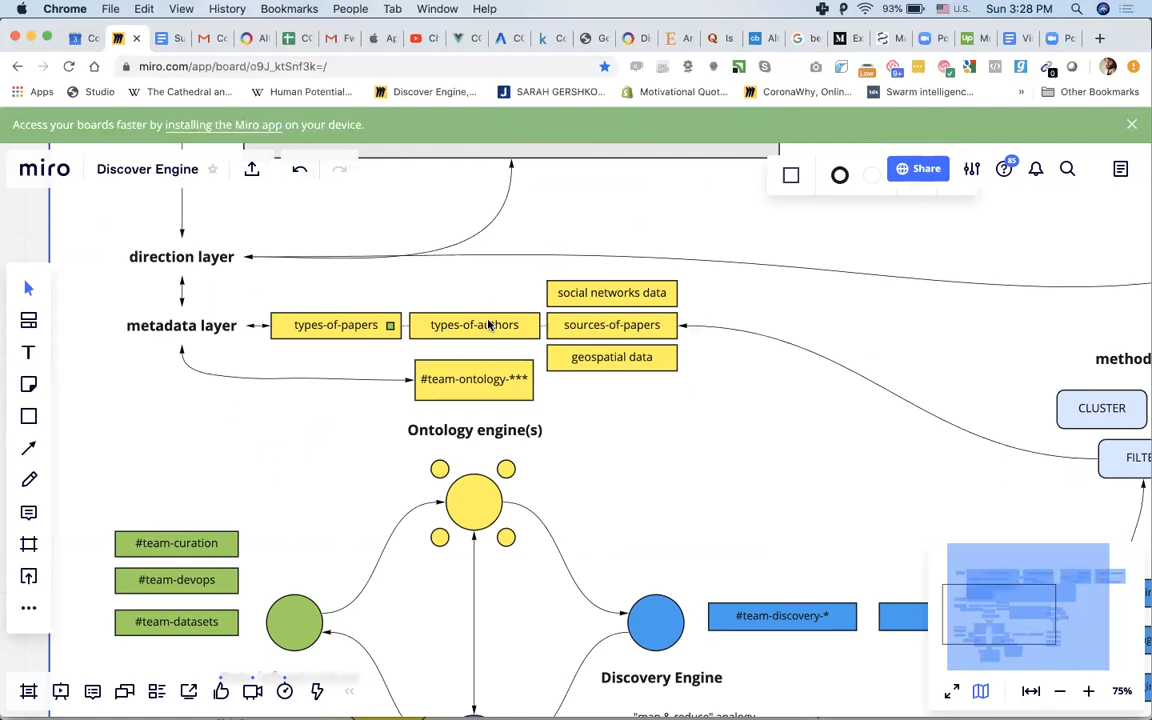 Chrome File Edit View History Bookmarks People Tab Window Help 93% U.S. Sun 3:28 PM
miro.com/app/board/o9J_ktSnf3k=/
Apps Studio The Cathedral an Human Potential... Discover Engine,... SARAH GERSHKO... Motivational Quot... CoronaWhy, Onlin... Swarm intelligenc... » Other Bookmarks
Access your boards faster by installing the Miro app on your device.
miro Discover Engine Share 85
direction layer
social networks data
metadata layer types-of-papers types-of-authors sources-of-papers
geospatial data
#team-ontology-***
method
CLUSTER
Ontology engine(s)
FILTE
#team-curation
#team-devops
#team-datasets
#team-discovery-*
Discovery Engine
"map & reduce" analogy
75%